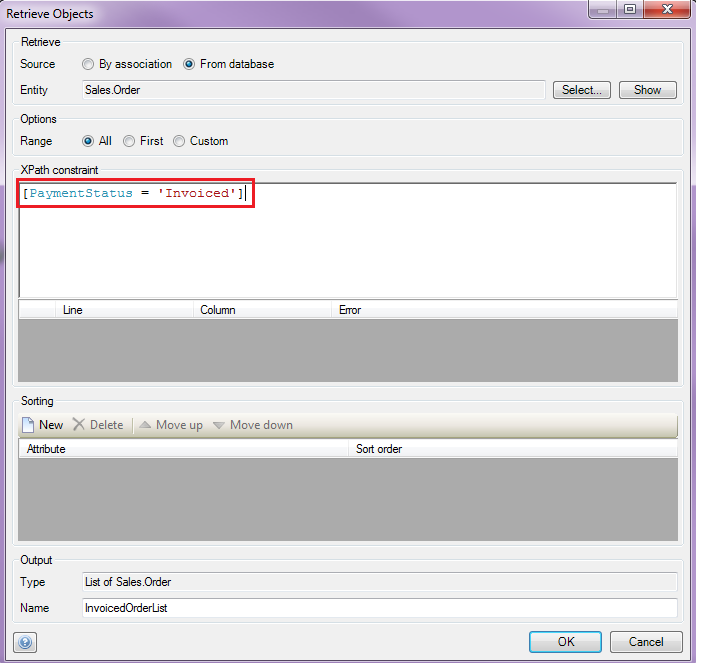 Retrieve Objects
Retrieve
Source By association From database
Entity Sales.Order Select... Show
Options
Range All First Custom
XPath constraint
[PaymentStatus = 'Invoiced']
Line Column Error
Sorting
New Delete Move up Move down
Attribute Sort order
Output
Type List of Sales.Order
Name InvoicedOrderList
? OK Cancel